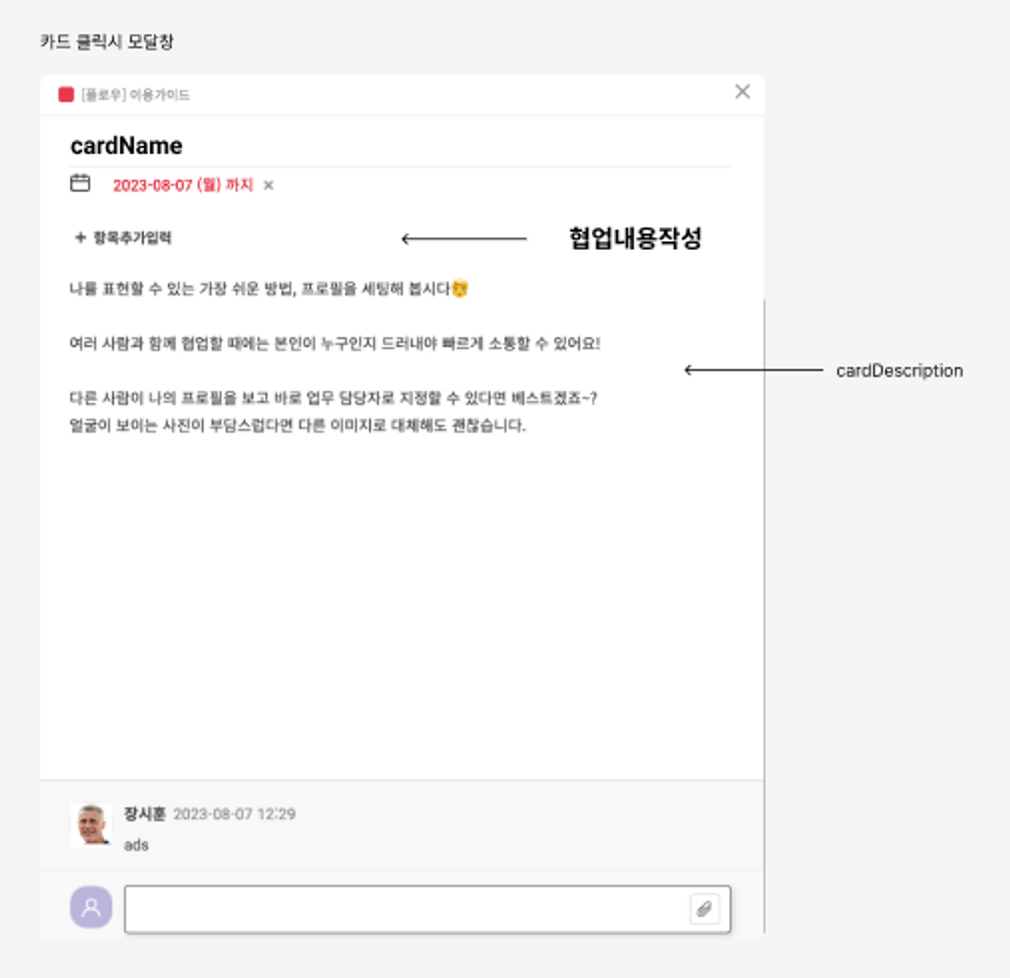 카드 클릭시 모달창
[플로우] 이용가이드
cardName
2023-08-07 (월) 까지 ×
+ 항목추가입력
협업내용작성
나를 표현할 수 있는 가장 쉬운 방법, 프로필을 세팅해 봅시다
여러 사람과 함께 협업할 때에는 본인이 누구인지 드러내야 빠르게 소통할 수 있어요!
cardDescription
다른 사람이 나의 프로필을 보고 바로 업무 담당자로 지정할 수 있다면 베스트겠죠~?
얼굴이 보이는 사진이 부담스럽다면 다른 이미지로 대체해도 괜찮습니다.
장시훈 2023-08-07 12:29
ads